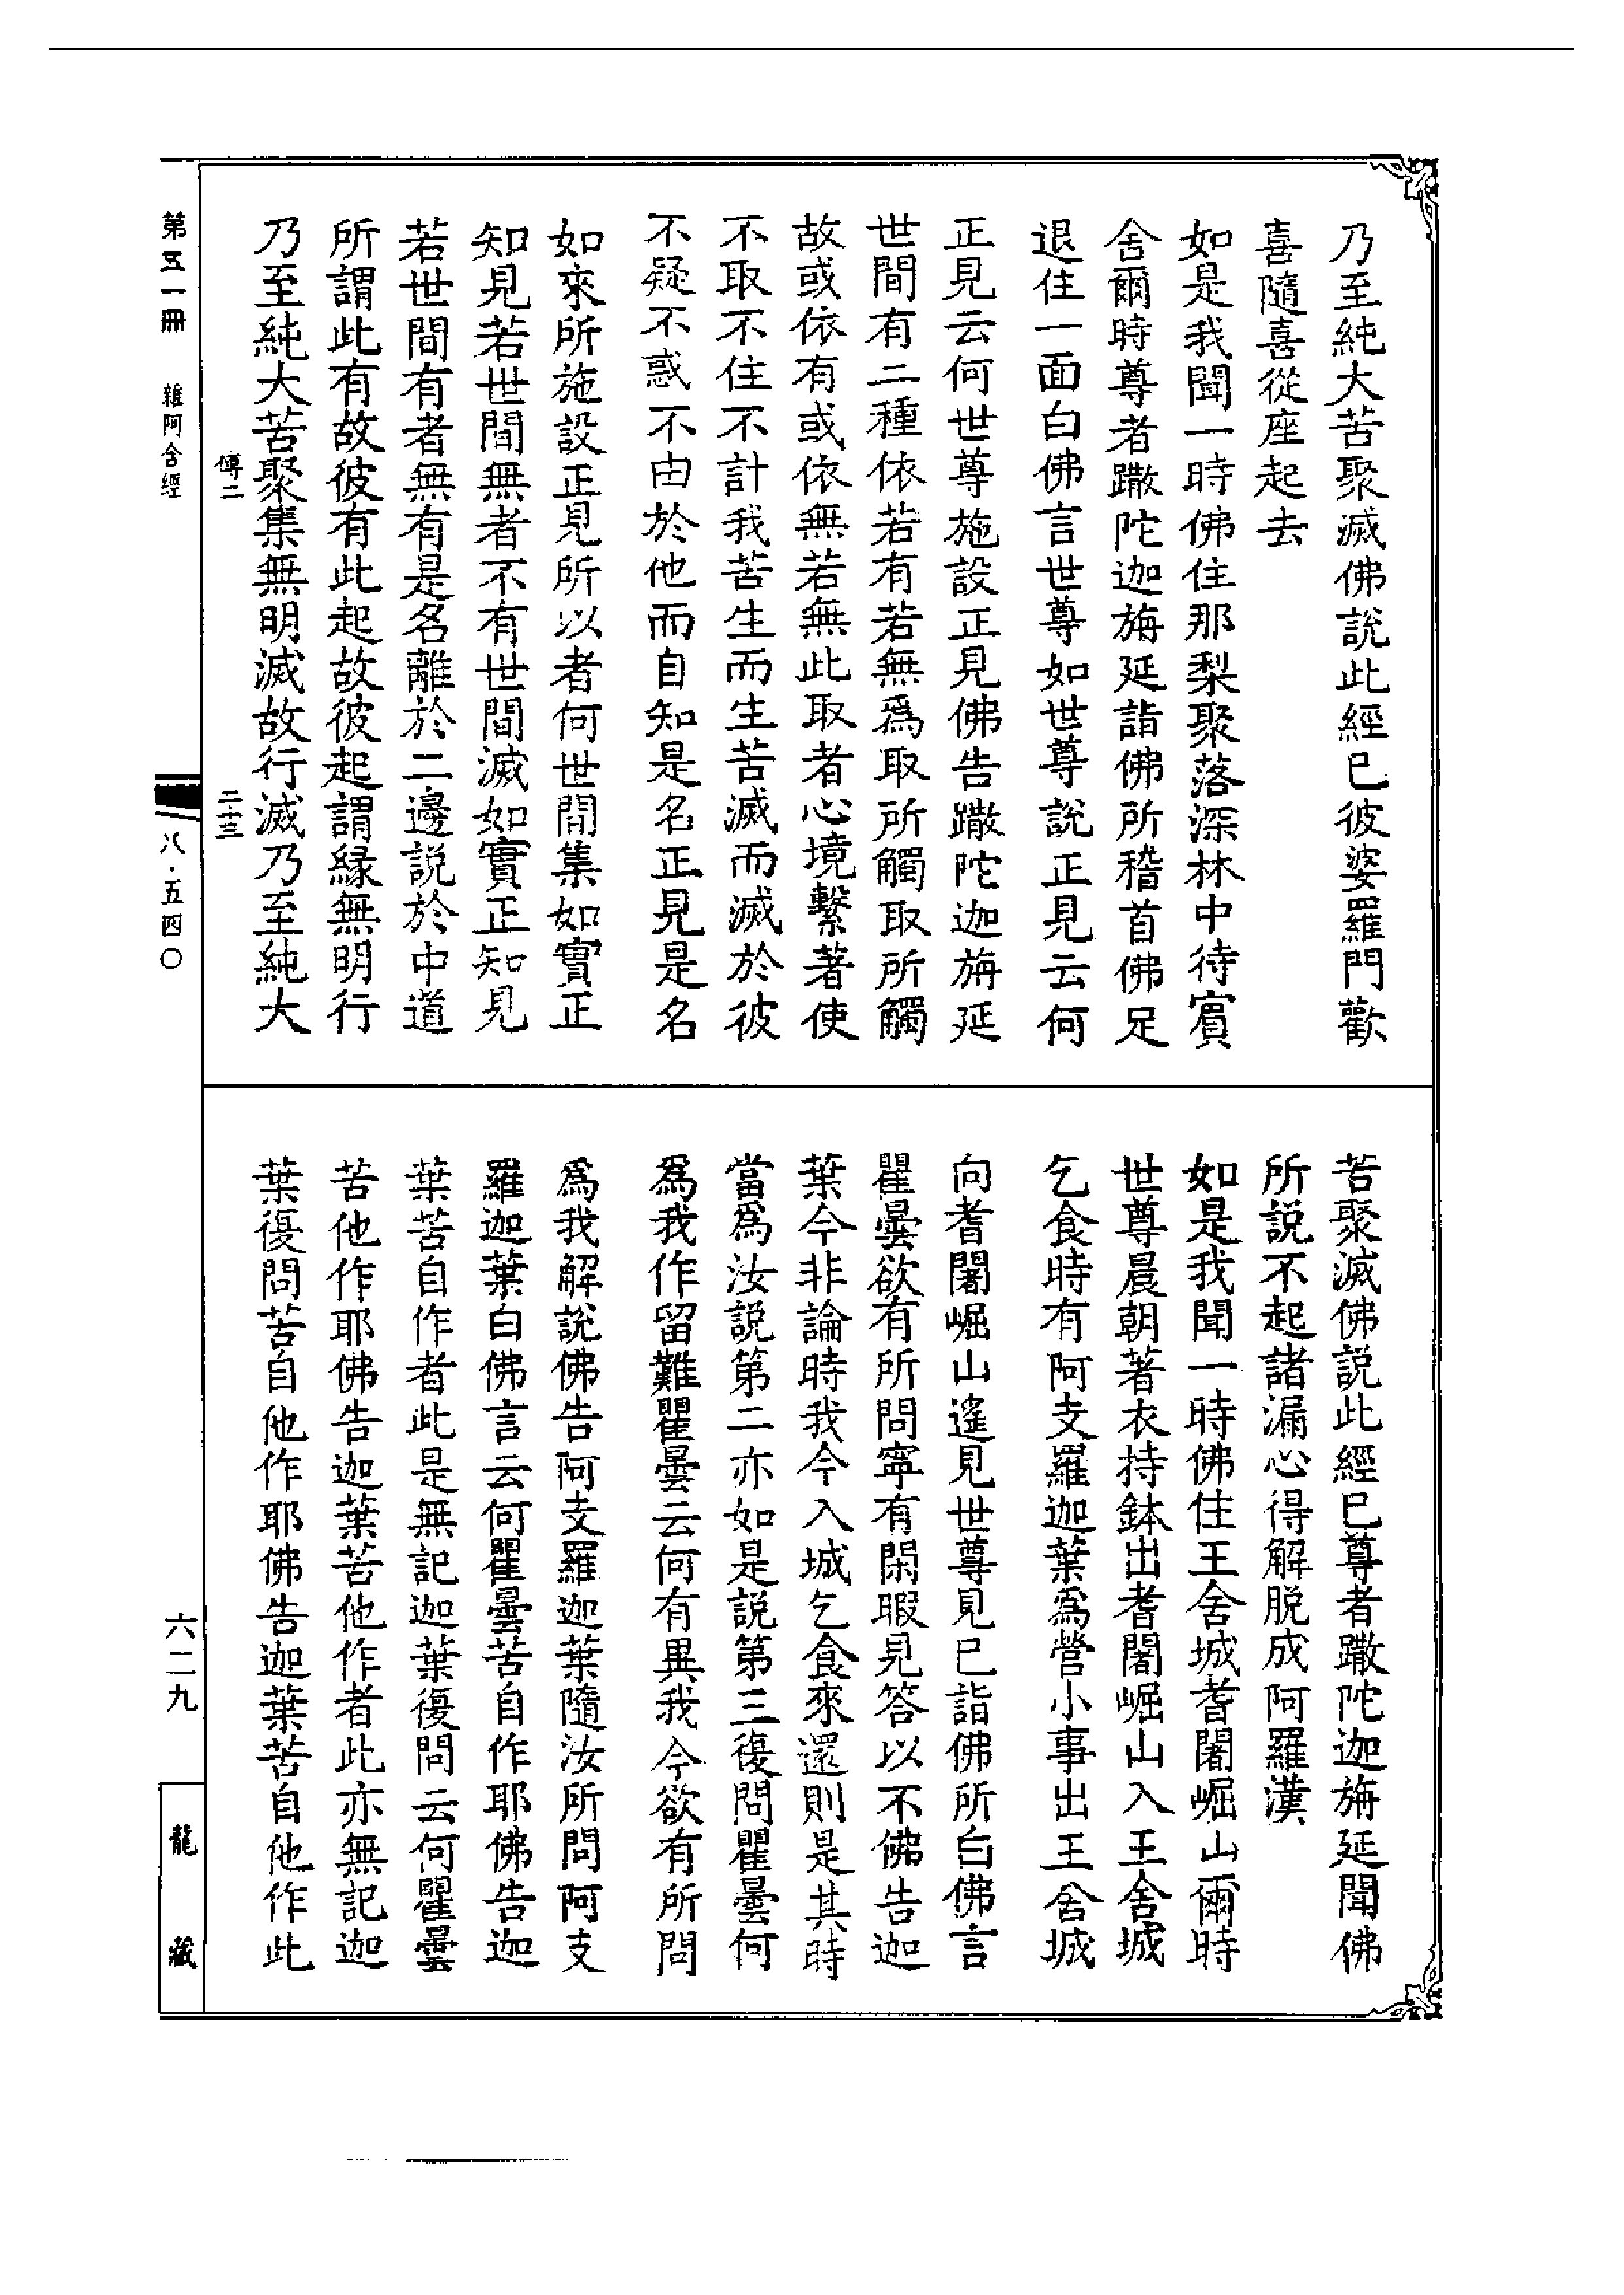 乃至純大苦聚滅佛說此經已彼婆羅門歡
喜隨喜從座起去
如是我聞一時佛住那梨聚落深林中待賓
舍爾時尊者𨅖陀迦旃延詣佛所稽首佛足
退住一面白佛言世尊如世尊說正見云何
正見云何世尊施設正見佛告𨅖陀迦旃延
世間有二種依若有若無爲取所觸取所觸
故或依有或依無若無此取者心境繫著使
不取不住不計我苦生而生苦滅而滅於彼
不疑不惑不由於他而自知是名正見是名
如來所施設正見所以者何世間集如實正
知見若世間無者不有世間滅如實正知見
若世間有者無有是名離於二邊說於中道
所謂此有故彼有此起故彼起謂緣無明行
乃至純大苦聚集無明滅故行滅乃至純大
苦聚滅佛說此經已尊者𨅖陀迦旃延聞佛
所說不起諸漏心得解脫成阿羅漢
如是我聞一時佛住王舍城耆闍崛山爾時
世尊晨朝著衣持鉢出耆闍崛山入王舍城
乞食時有阿支羅迦葉爲營小事出王舍城
向耆闍崛山遙見世尊見已詣佛所白佛言
瞿曇欲有所問寧有閑暇見答以不佛告迦
葉今非論時我今入城乞食來還則是其時
當爲汝說第二亦如是說第三復問瞿曇何
爲我作留難瞿曇云何有異我今欲有所問
爲我解說佛告阿支羅迦葉隨汝所問阿支
羅迦葉白佛言云何瞿曇苦自作耶佛告迦
葉苦自作者此是無記迦葉復問云何瞿曇
苦他作耶佛告迦葉苦他作者此亦無記迦
葉復問苦自他作耶佛告迦葉苦自他作此
傳二
二十三
第五一冊
雜阿含經
八·五四〇
六二九
龍藏